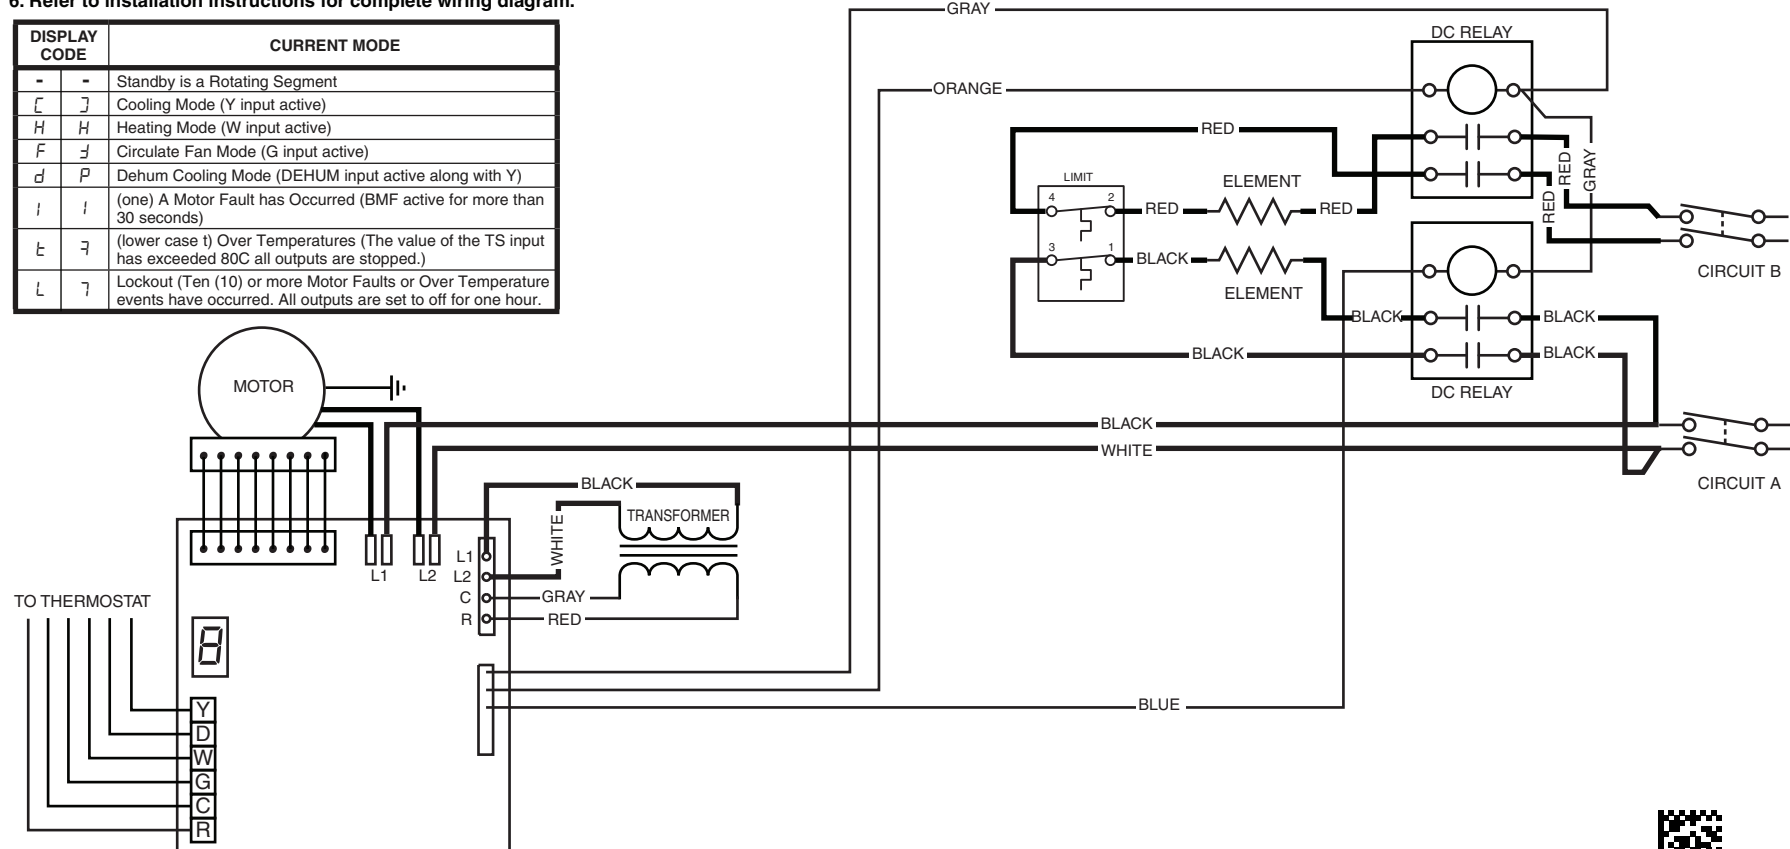 6. Refer to Installation Instructions for complete wiring diagram.
DISPLAY CODE CURRENT MODE
- - Standby is a Rotating Segment
Cooling Mode (Y input active)
H H Heating Mode (W input active)
F Circulate Fan Mode (G input active)
d P Dehum Cooling Mode (DEHUM input active along with Y)
(one) A Motor Fault has Occurred (BMF active for more than
30 seconds)
(lower case t) Over Temperatures (The value of the TS input
has exceeded 80C all outputs are stopped.)
Lockout (Ten (10) or more Motor Faults or Over Temperature
events have occurred. All outputs are set to off for one hour.
GRAY
DC RELAY
ORANGE
RED
LIMIT
4 2
RED
ELEMENT
RED
3 1
BLACK
ELEMENT
BLACK
BLACK
RED
RED
GRAY
CIRCUIT B
BLACK
BLACK
DC RELAY
MOTOR
BLACK
WHITE
CIRCUIT A
BLACK
WHITE
TRANSFORMER
L1
L2
L1
L2
C
R
GRAY
RED
TO THERMOSTAT
8
BLUE
Y
D
W
G
C
R